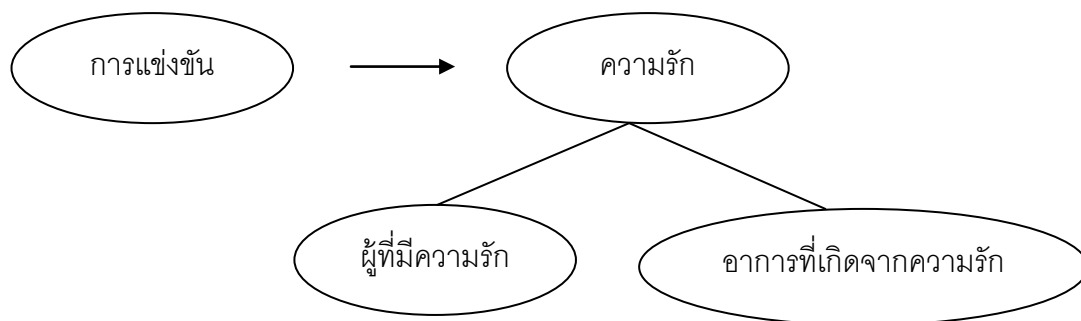 การแข่งขัน
ความรัก
ผู้ที่มีความรัก
อาการที่เกิดจากความรัก